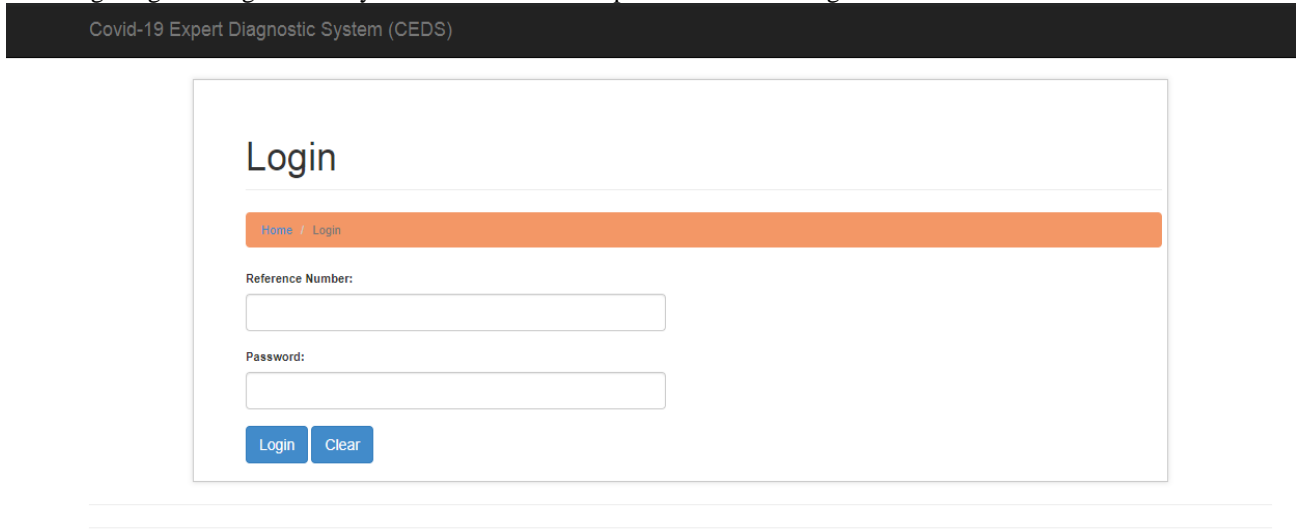 Covid-19 Expert Diagnostic System (CEDS)
Login
Home / Login
Reference Number:
Password:
Login Clear